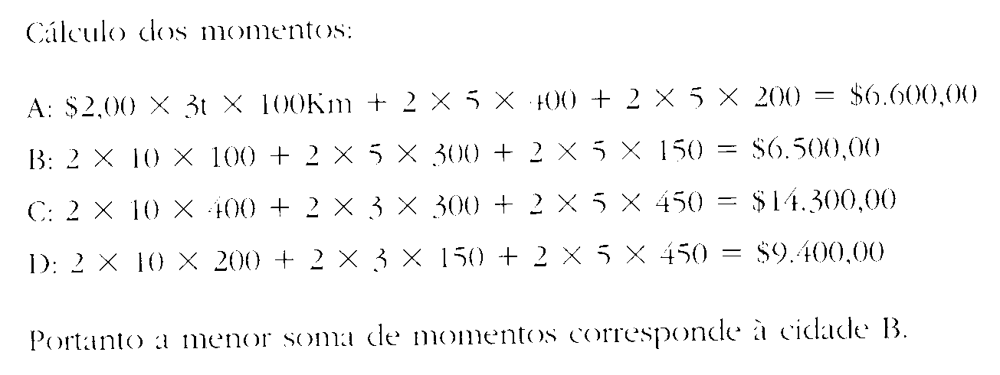 Cálculo dos momentos:
A: $2,00 × 3t × 100Km + 2 × 5 × 400 + 2 × 5 × 200 = $6.600,00
B: 2 × 10 × 100 + 2 × 5 × 300 + 2 × 5 × 150 = $6.500,00
C: 2 × 10 × 400 + 2 × 3 × 300 + 2 × 5 × 450 = $14.300,00
D: 2 × 10 × 200 + 2 × 3 × 150 + 2 × 5 × 450 = $9.400,00
Portanto a menor soma de momentos corresponde à cidade B.